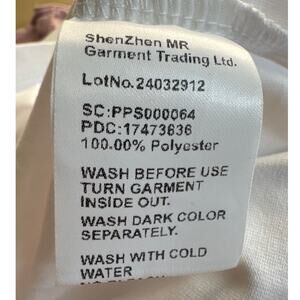 ShenZhen MR
Garment Trading Ltd.
LotNo.24032912
SC:PPS000064
PDC:17473836
100.00% Polyester
WASH BEFORE USE
TURN GARMENT
INSIDE OUT.
WASH DARK COLOR
SEPARATELY.
WASH WITH COLD
WATER